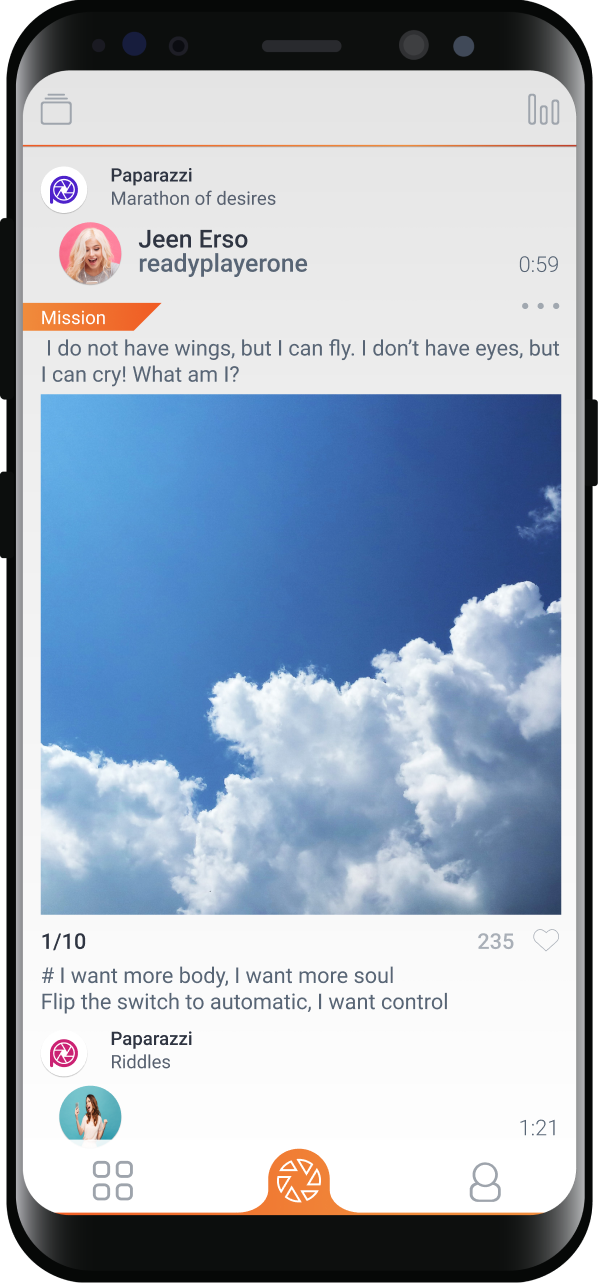 Paparazzi
Marathon of desires
Jeen Erso
readyplayerone
0:59
Mission
I do not have wings, but I can fly. I don’t have eyes, but
I can cry! What am I?
1/10
235
# I want more body, I want more soul
Flip the switch to automatic, I want control
Paparazzi
Riddles
1:21